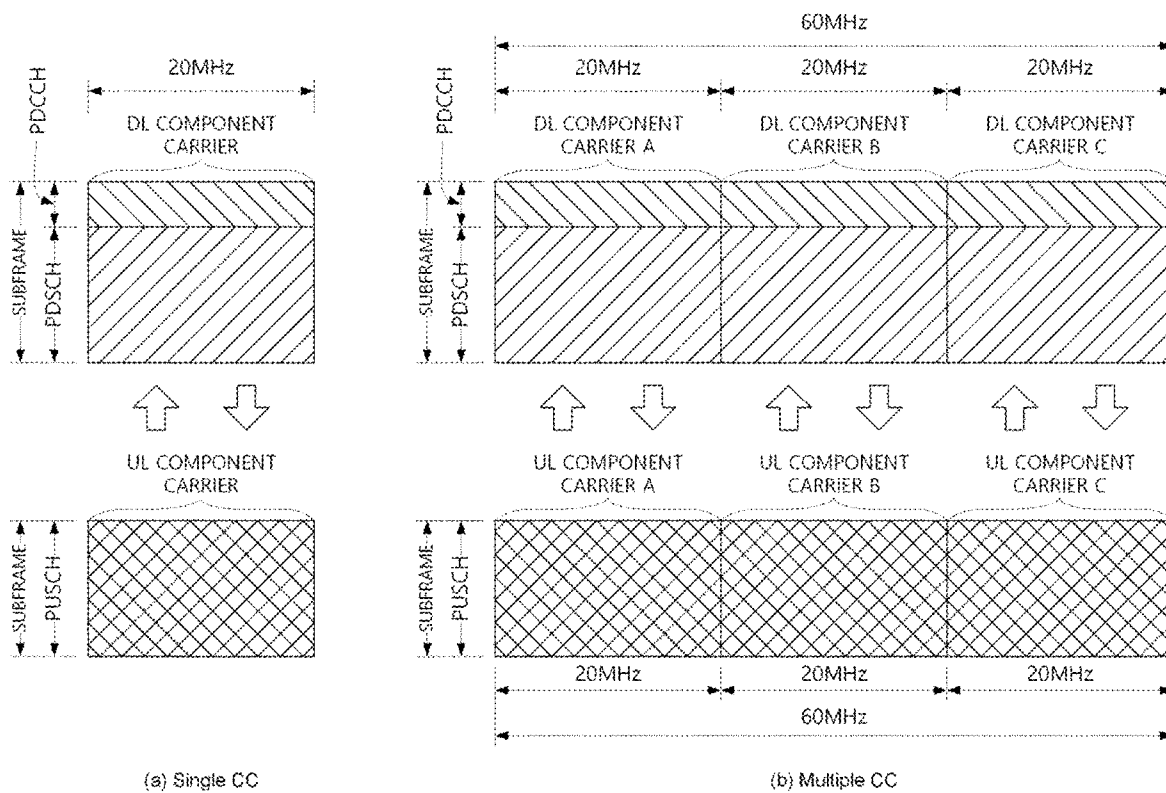 20MHz
PDCCH
DL COMPONENT
CARRIER
SUBFRAME
PDSCH
UL COMPONENT
CARRIER
SUBFRAME
PUSCH
(a) Single CC
60MHz
20MHz
20MHz
20MHz
PDCCH
DL COMPONENT
CARRIER A
DL COMPONENT
CARRIER B
DL COMPONENT
CARRIER C
SUBFRAME
PDSCH
UL COMPONENT
CARRIER A
UL COMPONENT
CARRIER B
UL COMPONENT
CARRIER C
SUBFRAME
PUSCH
20MHz
20MHz
20MHz
60MHz
(b) Multiple CC